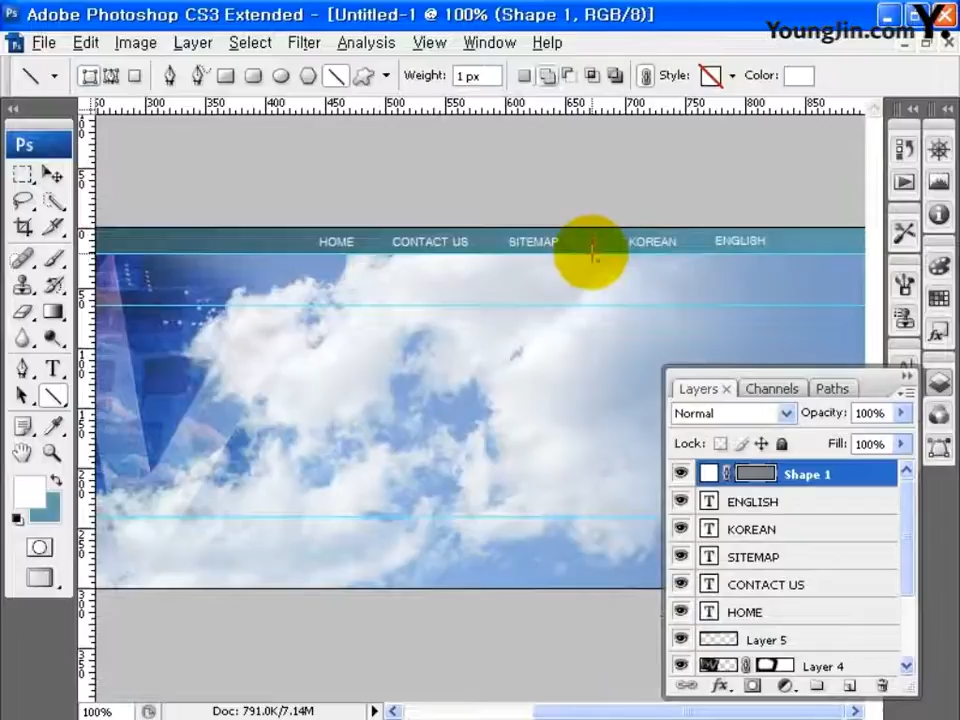 Adobe Photoshop CS3 Extended - [Untitled-1 @ 100% (Shape 1, RGB/8)]
YoungJin.com Y.
File Edit Image Layer Select Filter Analysis View Window Help
Weight: 1 px Style: Color:
50 300 350 400 450 500 550 600 650 700 750 800 850
Ps
HOME CONTACT US SITEMAP KOREAN ENGLISH
Layers Channels Paths
Normal Opacity: 100%
Lock: Fill: 100%
Shape 1
T ENGLISH
T KOREAN
T SITEMAP
T CONTACT US
T HOME
Layer 5
Layer 4
100% Doc: 791.0K/7.14M